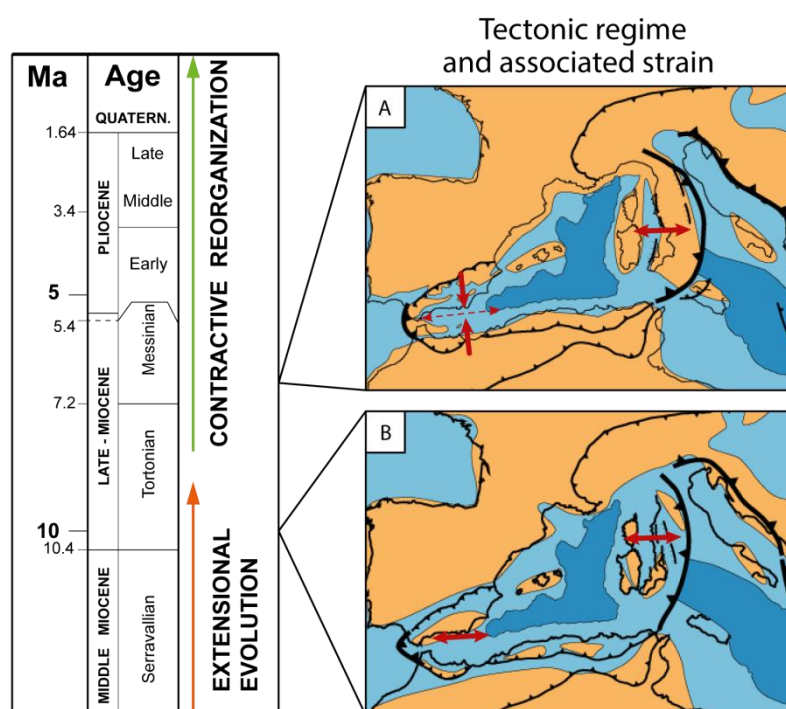 Tectonic regime
and associated strain
Ma
Age
QUATERN.
1.64
Late
Middle
3.4
PLIOCENE
Early
5
5.4
Messinian
7.2
LATE - MIOCENE
Tortonian
10
10.4
MIDDLE MIOCENE
Serravallian
CONTRACTIVE REORGANIZATION
EXTENSIONAL
EVOLUTION
A
B